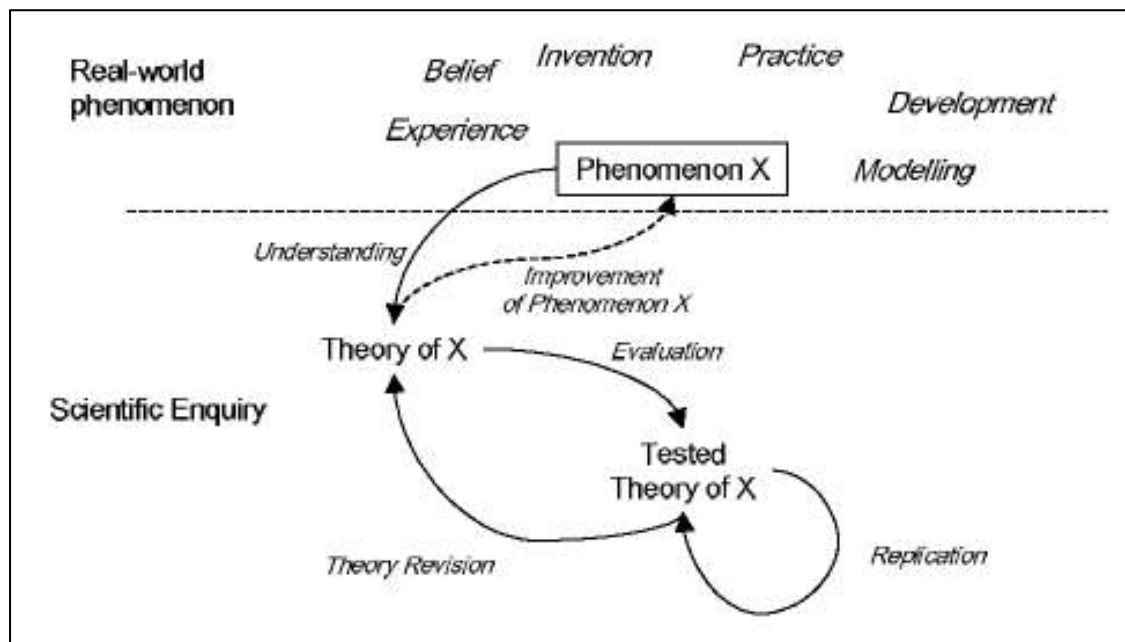 Real-world
phenomenon
Belief
Invention
Practice
Development
Experience
Phenomenon X
Modelling
Understanding
Improvement
of Phenomenon X
Theory of X
Evaluation
Scientific Enquiry
Tested
Theory of X
Theory Revision
Replication